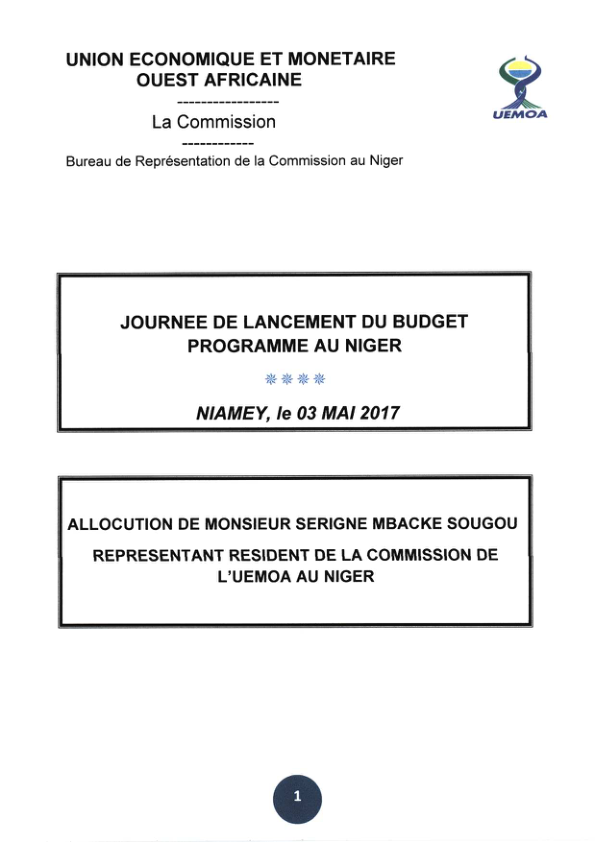 UNION ECONOMIQUE ET MONETAIRE
OUEST AFRICAINE
-----------------
La Commission
------------
Bureau de Représentation de la Commission au Niger
UEMOA
JOURNEE DE LANCEMENT DU BUDGET
PROGRAMME AU NIGER
NIAMEY, le 03 MAI 2017
ALLOCUTION DE MONSIEUR SERIGNE MBACKE SOUGOU
REPRESENTANT RESIDENT DE LA COMMISSION DE
L'UEMOA AU NIGER
1